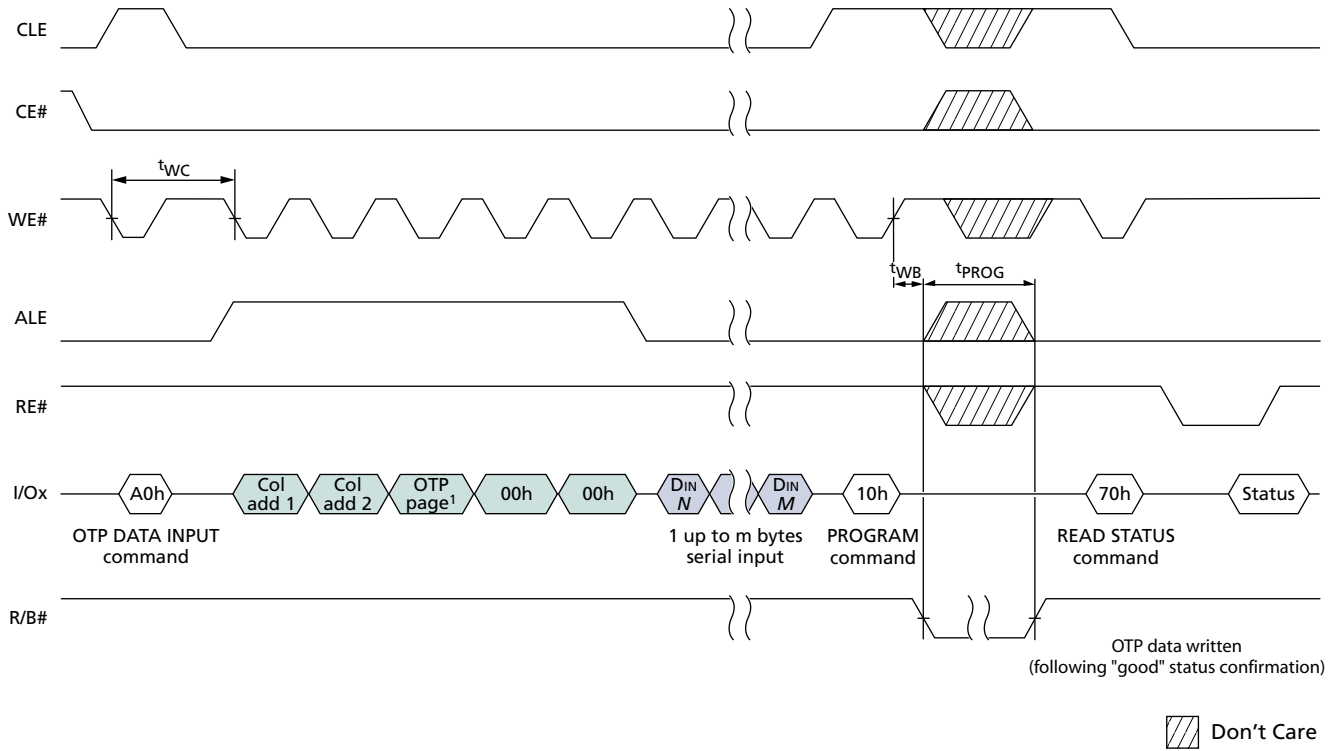 CLE
CE#
tWC
WE#
tWB tPROG
ALE
RE#
I/Ox A0h Col add 1 Col add 2 OTP page¹ 00h 00h DIN N DIN M 10h 70h Status
OTP DATA INPUT command
1 up to m bytes serial input
PROGRAM command
READ STATUS command
R/B#
OTP data written
(following "good" status confirmation)
Don't Care